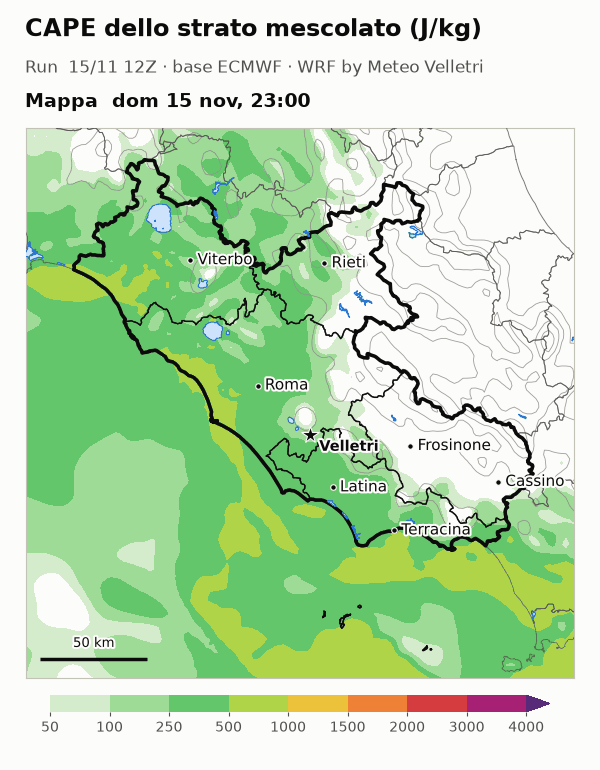 CAPE dello strato mescolato (J/kg)
Run  15/11 12Z · base ECMWF · WRF by Meteo Velletri
Mappa  dom 15 nov, 23:00
Viterbo
Rieti
Roma
Velletri
Frosinone
Latina
Cassino
Terracina
50 km
50 100 250 500 1000 1500 2000 3000 4000